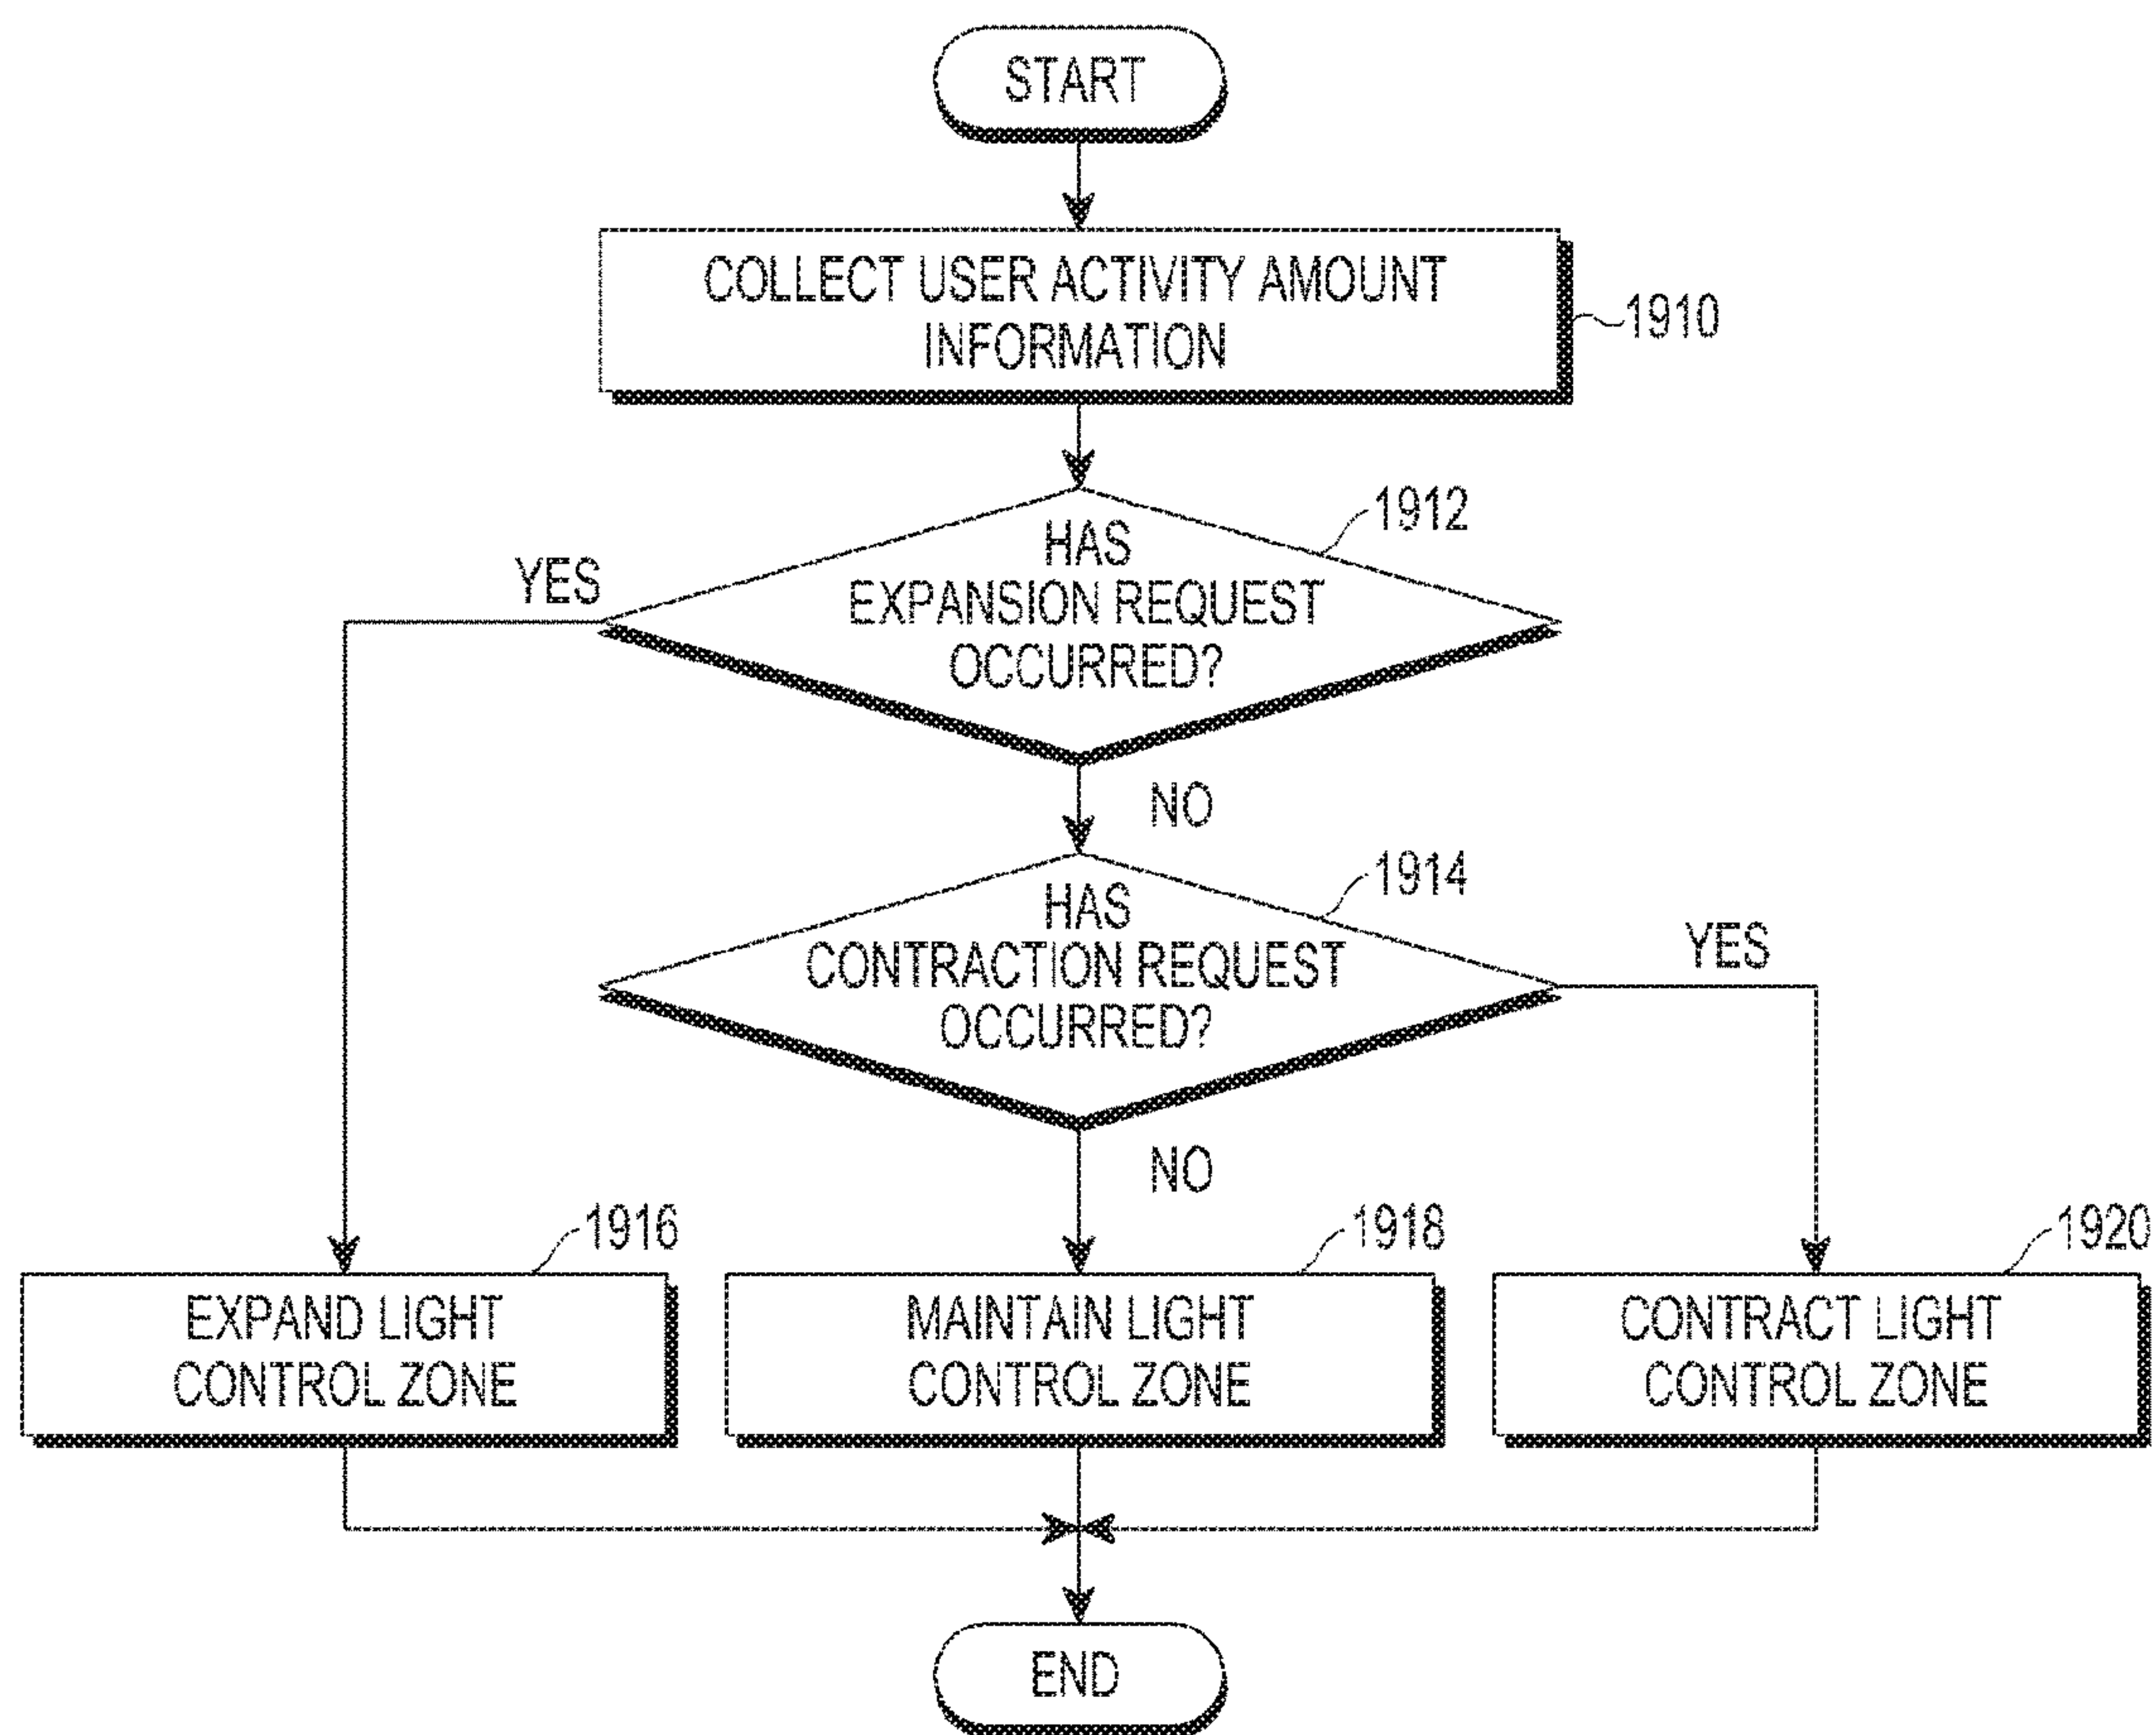 START
COLLECT USER ACTIVITY AMOUNT
INFORMATION
1910
1912
HAS
EXPANSION REQUEST
OCCURRED?
YES
NO
1914
HAS
CONTRACTION REQUEST
OCCURRED?
YES
NO
1916
EXPAND LIGHT
CONTROL ZONE
1918
MAINTAIN LIGHT
CONTROL ZONE
1920
CONTRACT LIGHT
CONTROL ZONE
END